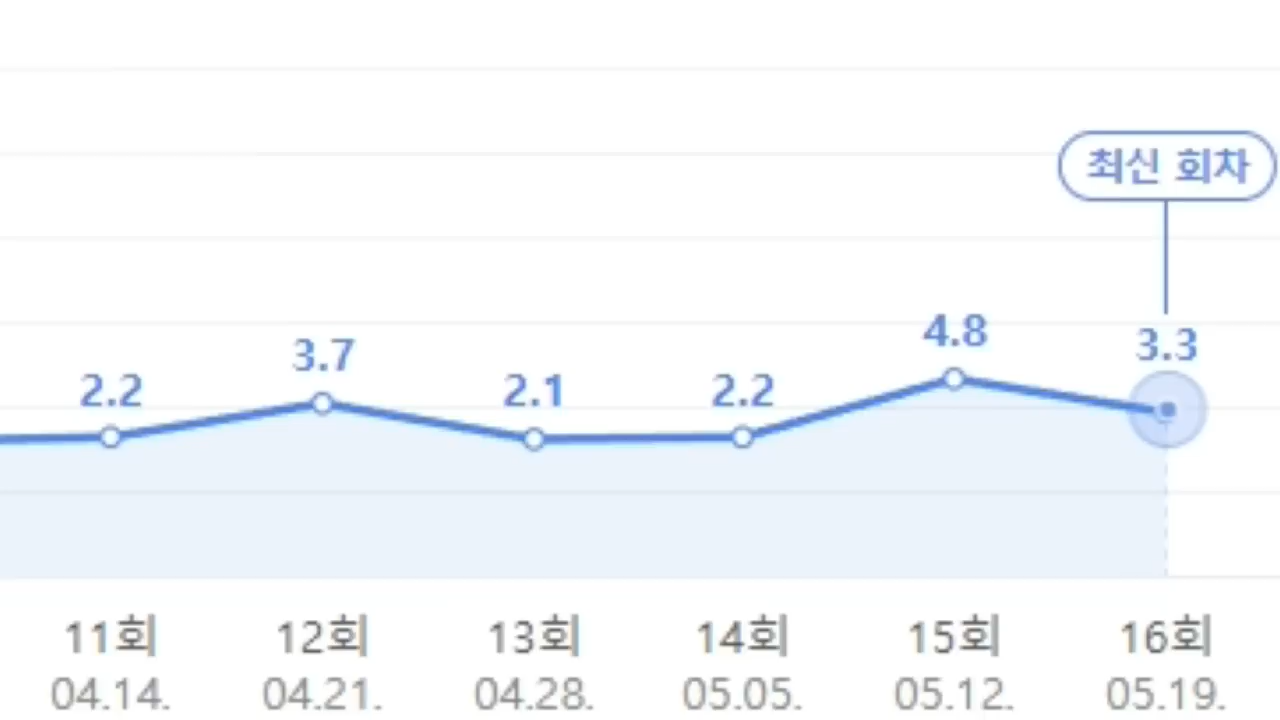 최신 회차
2.2 3.7 2.1 2.2 4.8 3.3
11회 12회 13회 14회 15회 16회
04.14. 04.21. 04.28. 05.05. 05.12. 05.19.